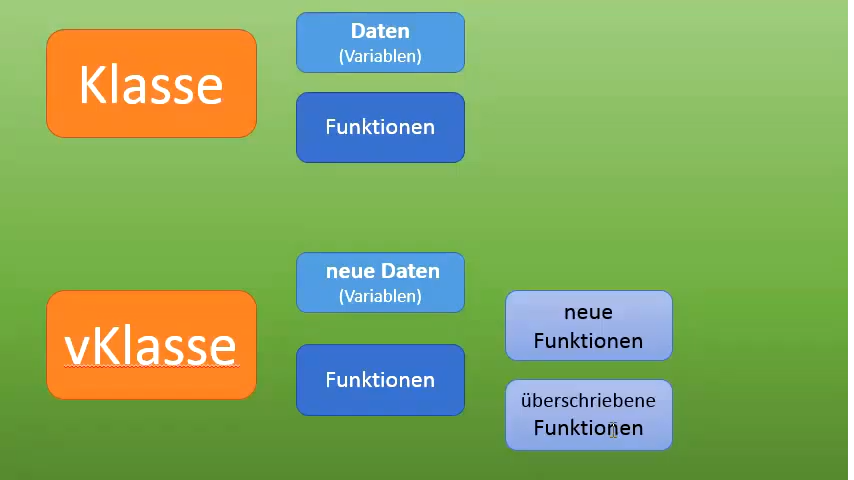 Klasse
Daten
(Variablen)
Funktionen
vKlasse
neue Daten
(Variablen)
Funktionen
neue
Funktionen
überschriebene
Funktionen